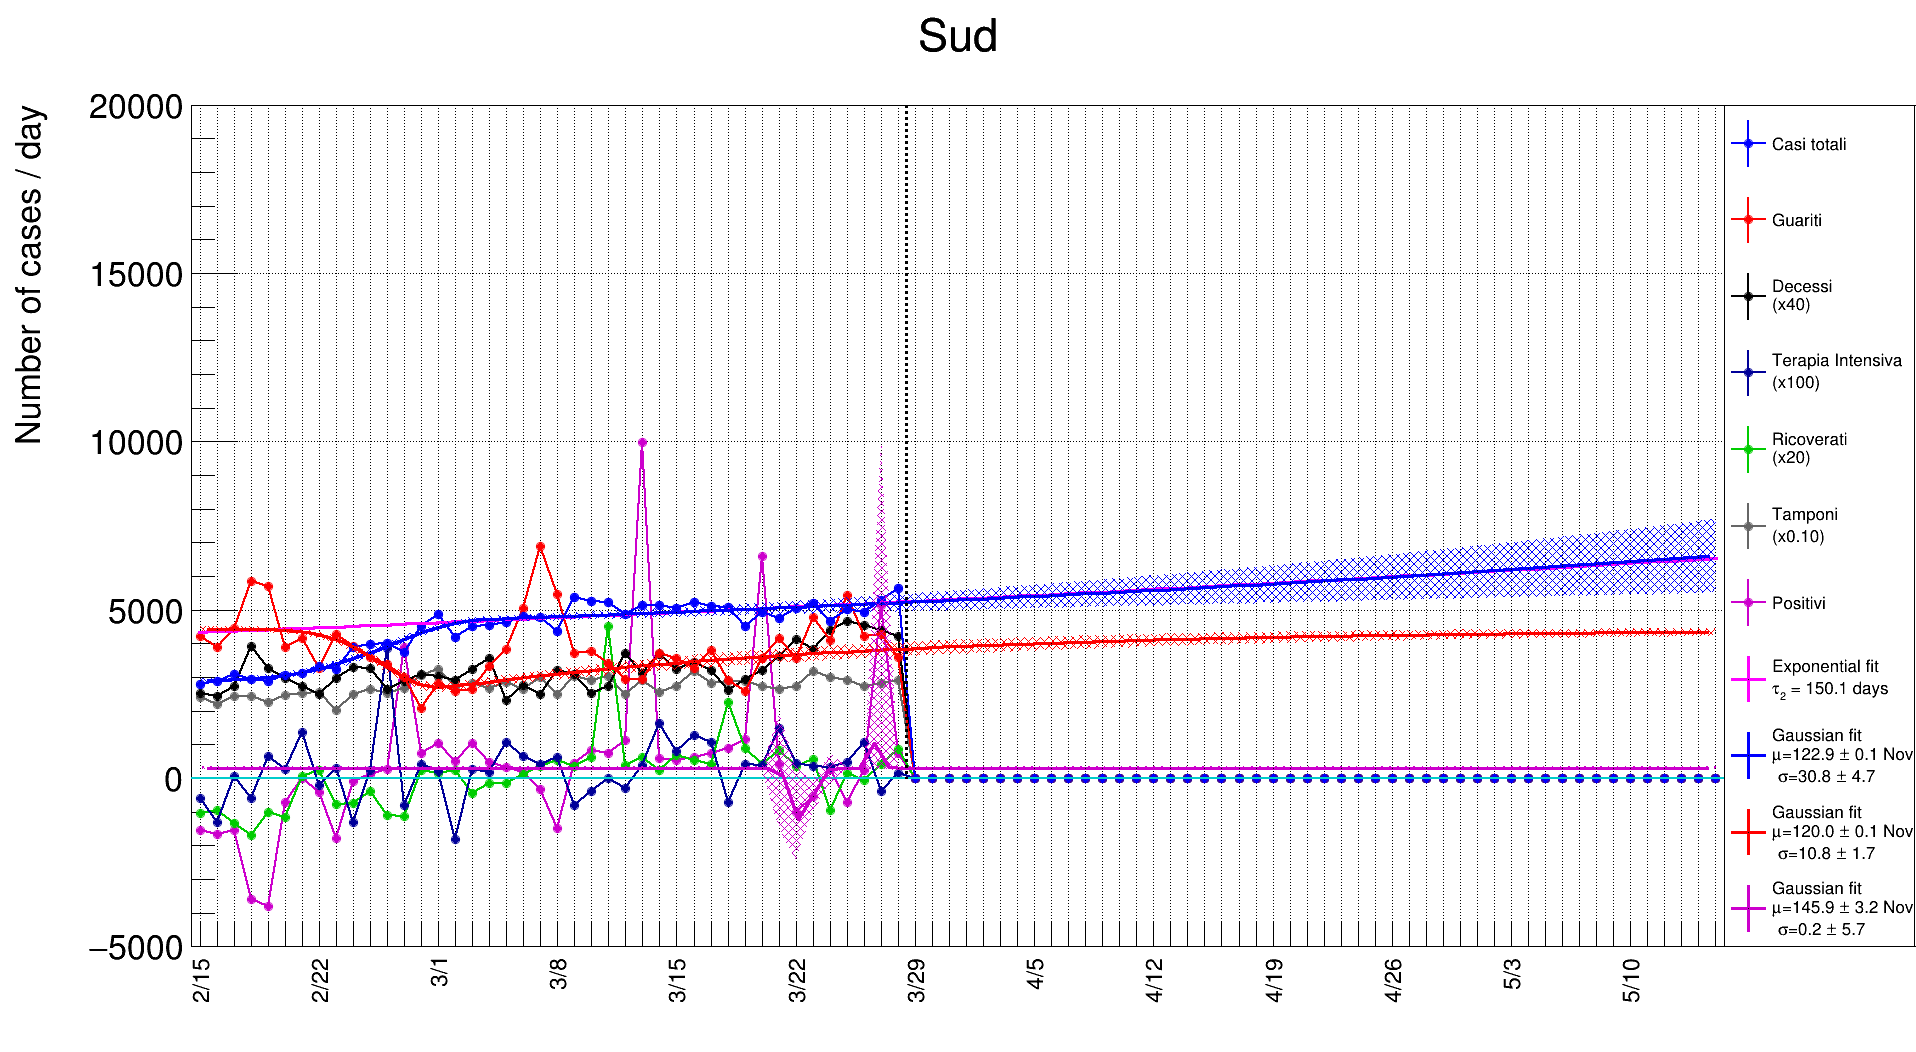 Sud
Number of cases / day
20000
15000
10000
5000
0
−5000
2/15
2/22
3/1
3/8
3/15
3/22
3/29
4/5
4/12
4/19
4/26
5/3
5/10
Casi totali
Guariti
Decessi
(x40)
Terapia Intensiva
(x100)
Ricoverati
(x20)
Tamponi
(x0.10)
Positivi
Exponential fit
τ2 = 150.1 days
Gaussian fit
μ=122.9 ± 0.1 Nov
σ=30.8 ± 4.7
Gaussian fit
μ=120.0 ± 0.1 Nov
σ=10.8 ± 1.7
Gaussian fit
μ=145.9 ± 3.2 Nov
σ=0.2 ± 5.7